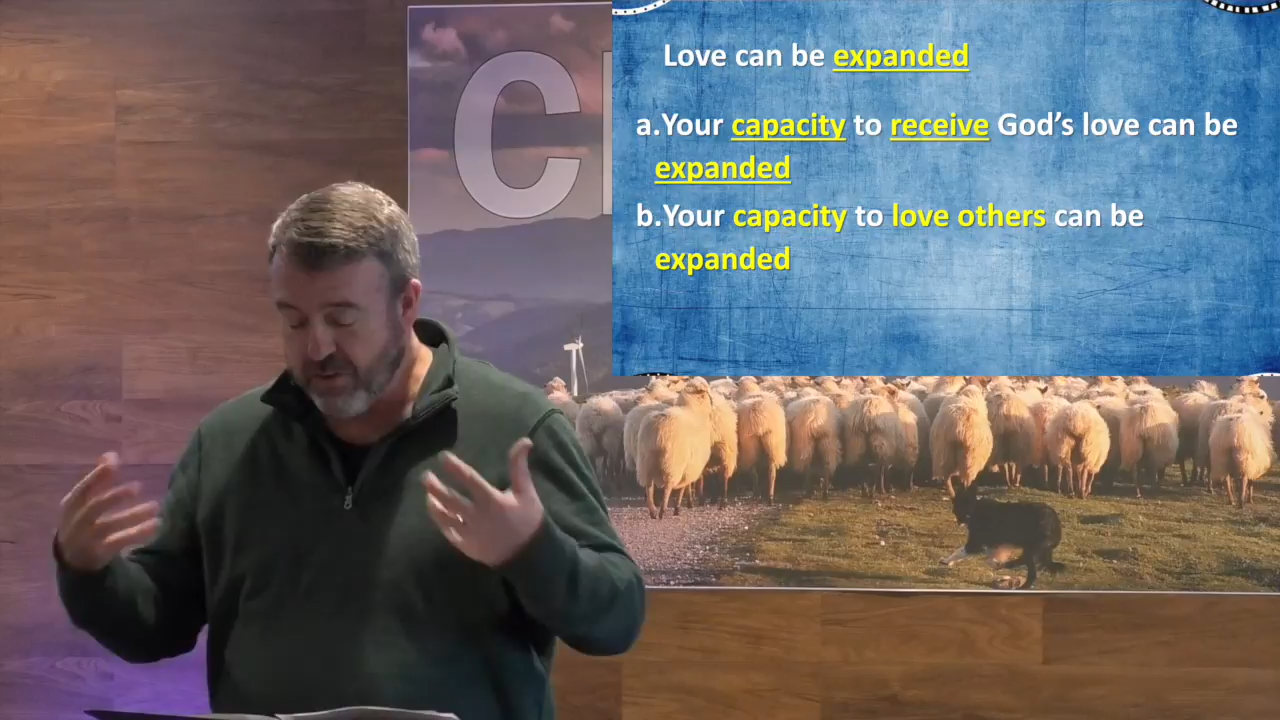 C
Love can be expanded
a.Your capacity to receive God's love can be
expanded
b.Your capacity to love others can be
expanded